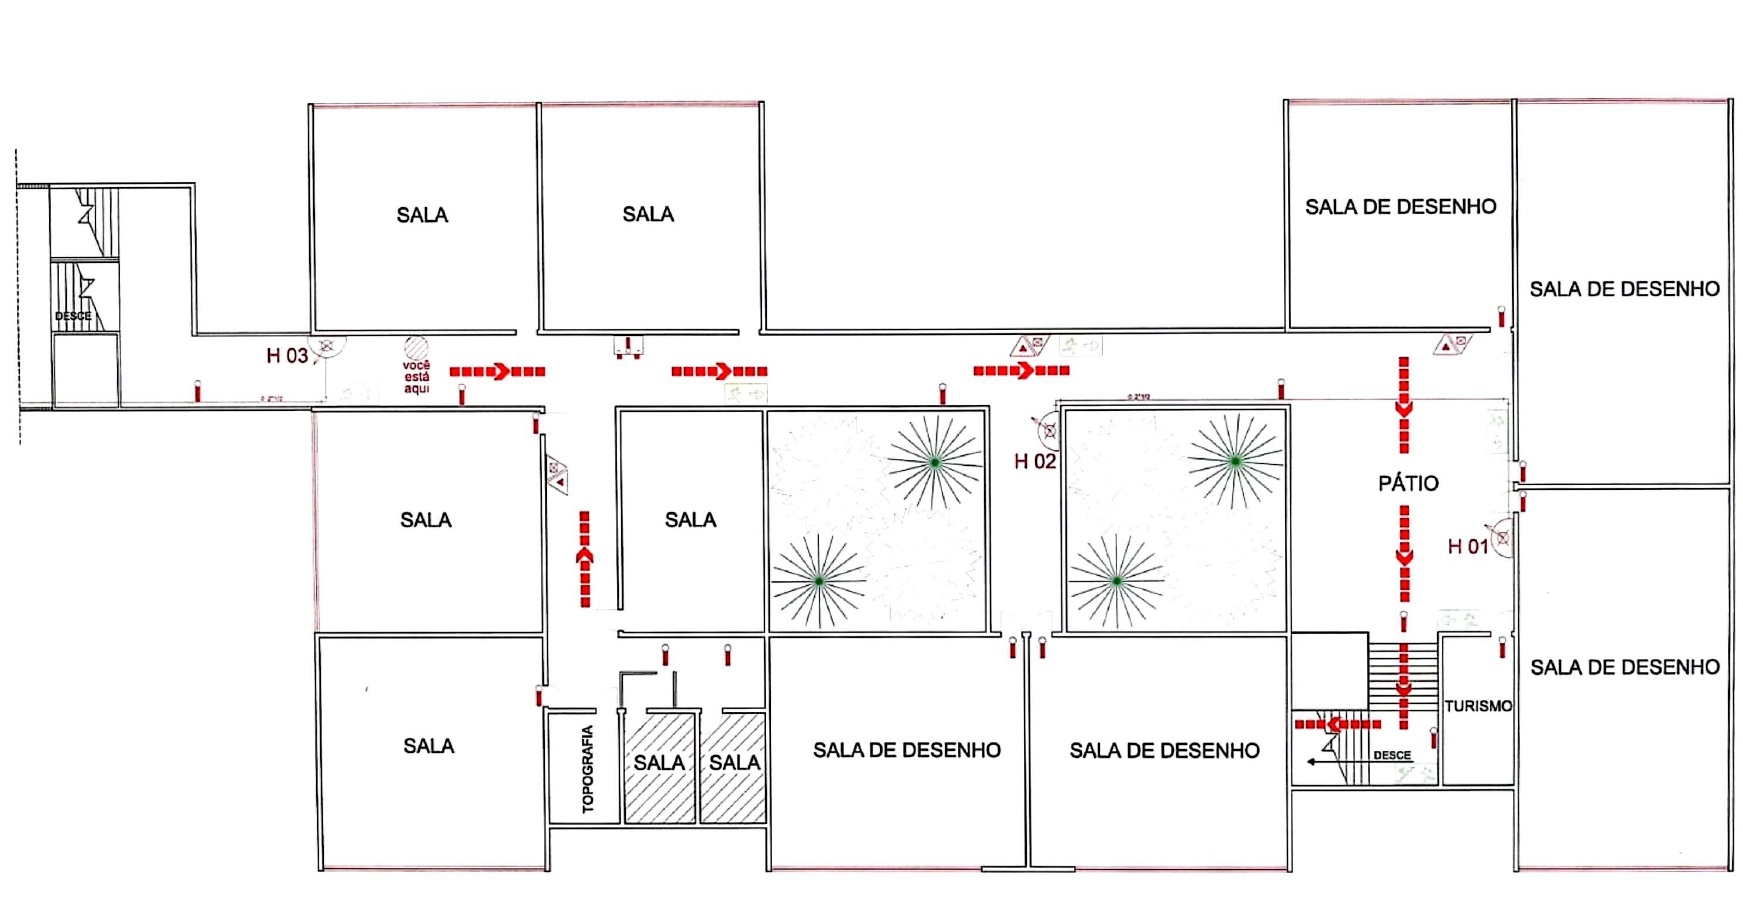 SALA
SALA
SALA DE DESENHO
SALA DE DESENHO
DESCE
H 03
você
está
aqui
H 02
PÁTIO
H 01
SALA
SALA
SALA
TOPOGRAFIA
SALA
SALA
SALA DE DESENHO
SALA DE DESENHO
DESCE
TURISMO
SALA DE DESENHO